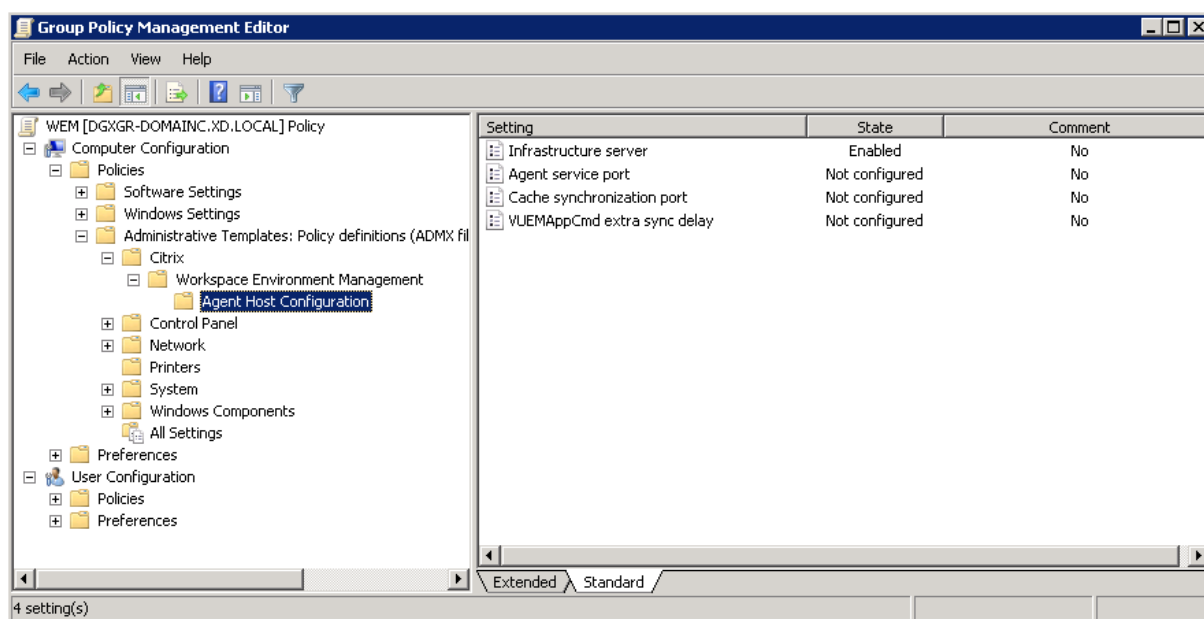 Group Policy Management Editor
File Action View Help
WEM [DGXGR-DOMAINC.XD.LOCAL] Policy
Computer Configuration
Policies
Software Settings
Windows Settings
Administrative Templates: Policy definitions (ADMX fil
Citrix
Workspace Environment Management
Agent Host Configuration
Control Panel
Network
Printers
System
Windows Components
All Settings
Preferences
User Configuration
Policies
Preferences
Setting State Comment
Infrastructure server Enabled No
Agent service port Not configured No
Cache synchronization port Not configured No
VUEMAppCmd extra sync delay Not configured No
Extended Standard
4 setting(s)